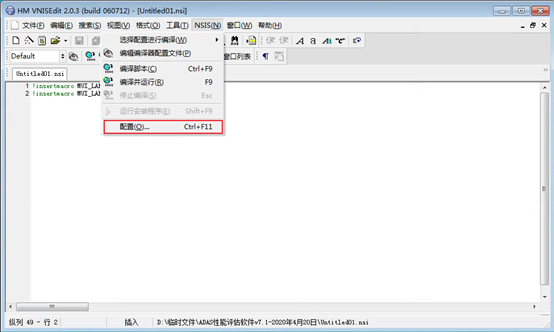 HM VNISEdit 2.0.3 (build 060712) - [Untitled01.nsi]
文件(F) 编辑(E) 搜索(S) 视图(V) 格式(O) 工具(T) NSIS(N) 窗口(W) 帮助(H)
Default
窗口列表
Untitled01.nsi
1 !insertmacro MUI_LAN
2 !insertmacro MUI_LAN
选择配置进行编译(W)
编辑编译器配置文件(P)
编译脚本(C) Ctrl+F9
编译并运行(R) F9
停止编译(S) Esc
运行安装程序(E) Shift+F9
配置(O)... Ctrl+F11
纵列 49 - 行 2 插入 D:\临时文件\ADAS性能评估软件v7.1-2020年4月20日\Untitled01.nsi